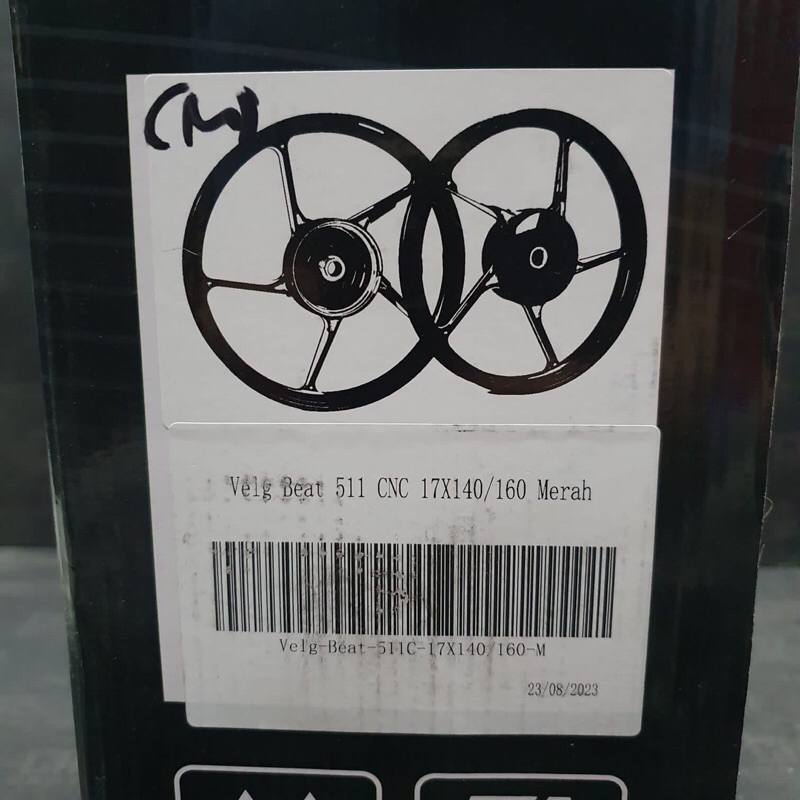 (M)
Velg Beat 511 CNC 17X140/160 Merah
Velg-Beat-511C-17X140/160-M
23/08/2023